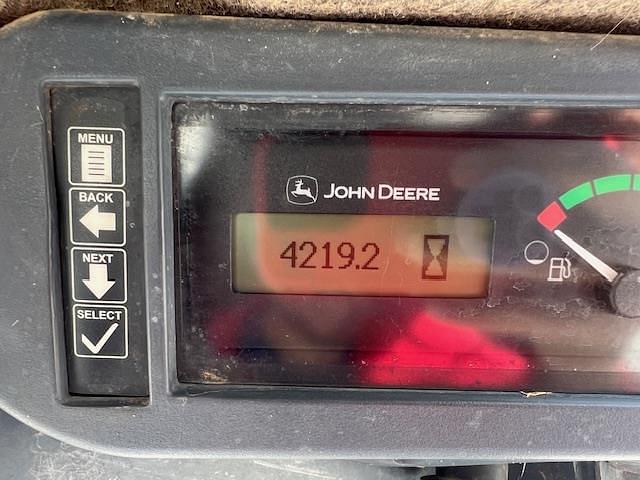 MENU
BACK
NEXT
SELECT
JOHN DEERE
4219.2